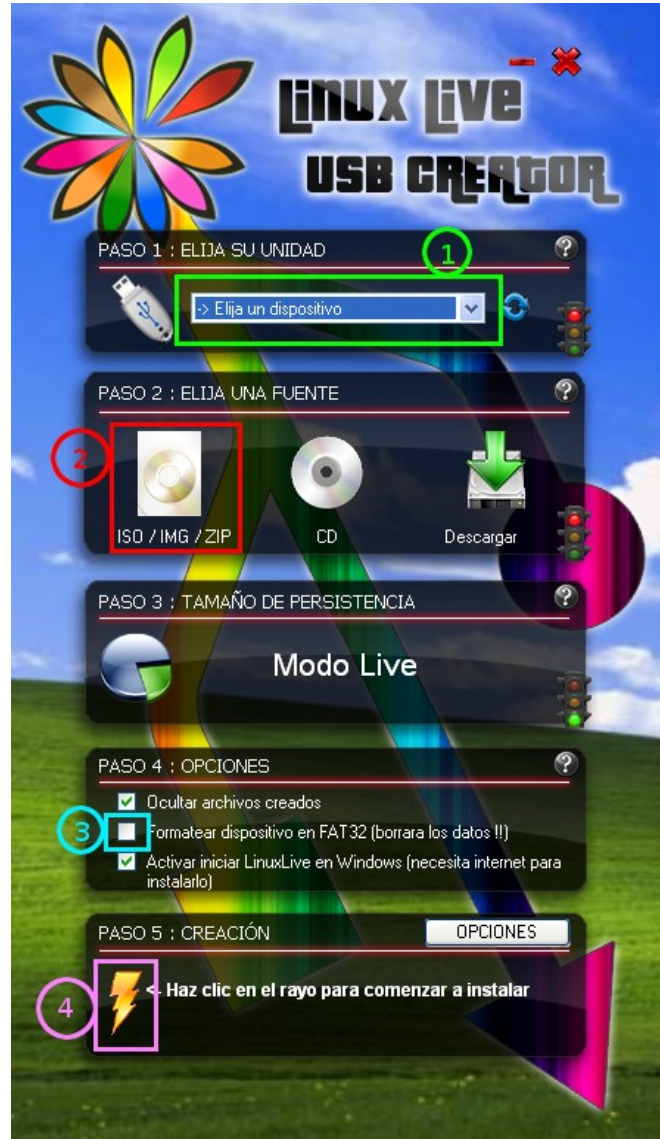 Linux Live
USB CREATOR
PASO 1 : ELIJA SU UNIDAD
?
1
-> Elija un dispositivo
PASO 2 : ELIJA UNA FUENTE
?
2
ISO / IMG / ZIP
CD
Descargar
PASO 3 : TAMAÑO DE PERSISTENCIA
?
Modo Live
PASO 4 : OPCIONES
?
Ocultar archivos creados
3
Formatear dispositivo en FAT32 (borrara los datos !!)
Activar iniciar LinuxLive en Windows (necesita internet para
instalarlo)
PASO 5 : CREACIÓN
OPCIONES
4
<- Haz clic en el rayo para comenzar a instalar